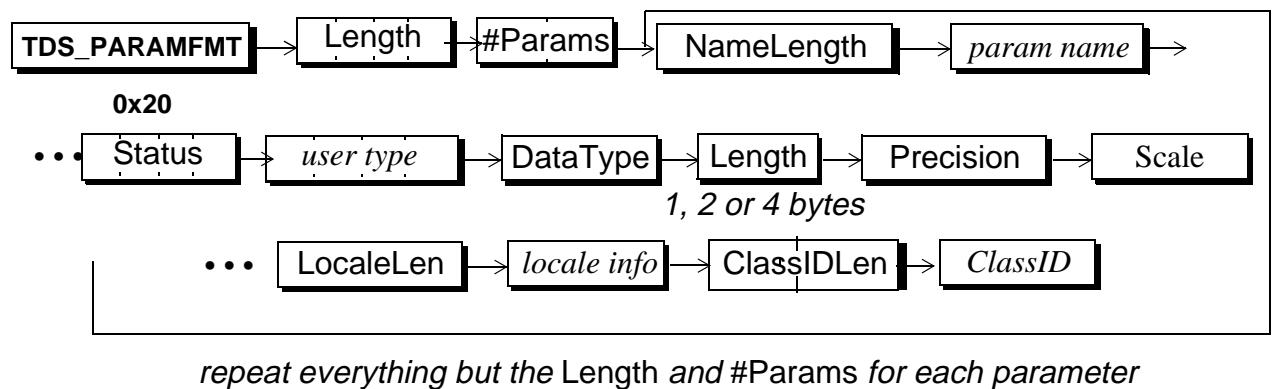 TDS_PARAMFMT Length #Params NameLength param name
0x20
••• Status user type DataType Length Precision Scale
1, 2 or 4 bytes
••• LocaleLen locale info ClassIDLen ClassID
repeat everything but the Length and #Params for each parameter